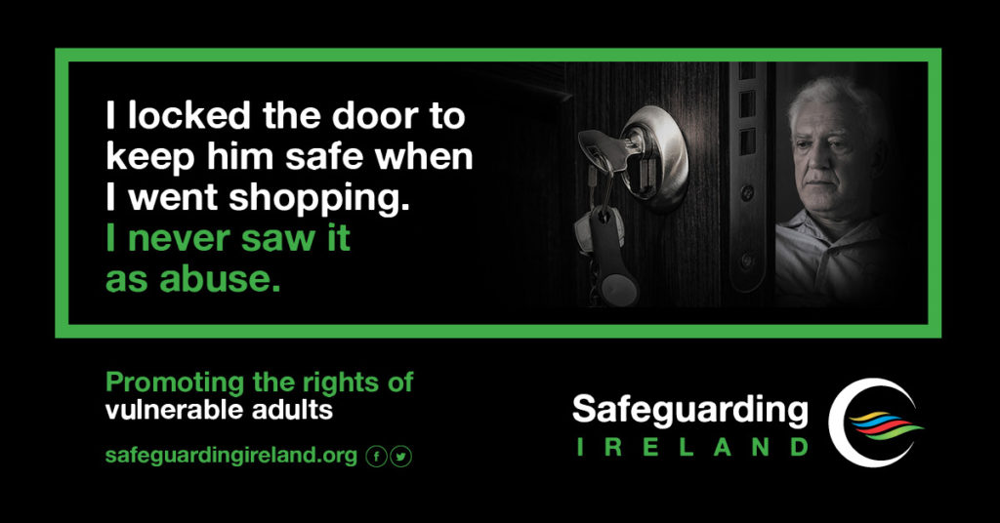 I locked the door to
keep him safe when
I went shopping.
I never saw it
as abuse.
Promoting the rights of
vulnerable adults
safeguardingireland.org
Safeguarding
IRELAND